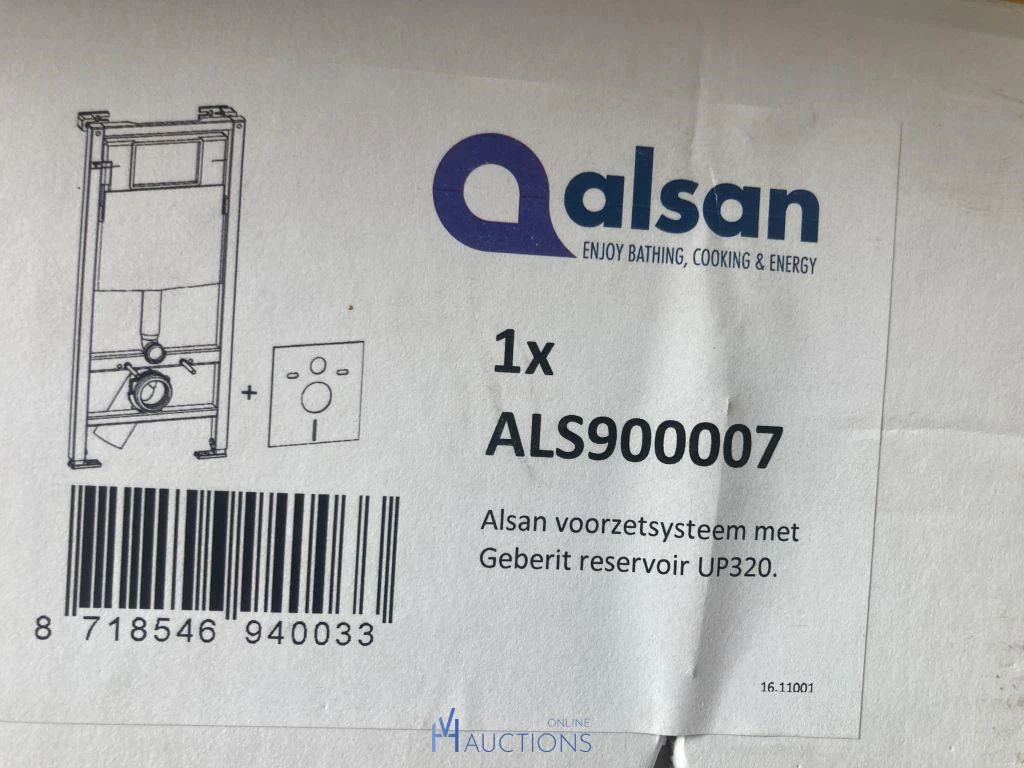 alsan
ENJOY BATHING, COOKING & ENERGY
1x
ALS900007
Alsan voorzetsysteem met
Geberit reservoir UP320.
+
8 718546 940033
16.11001
VH ONLINE
AUCTIONS